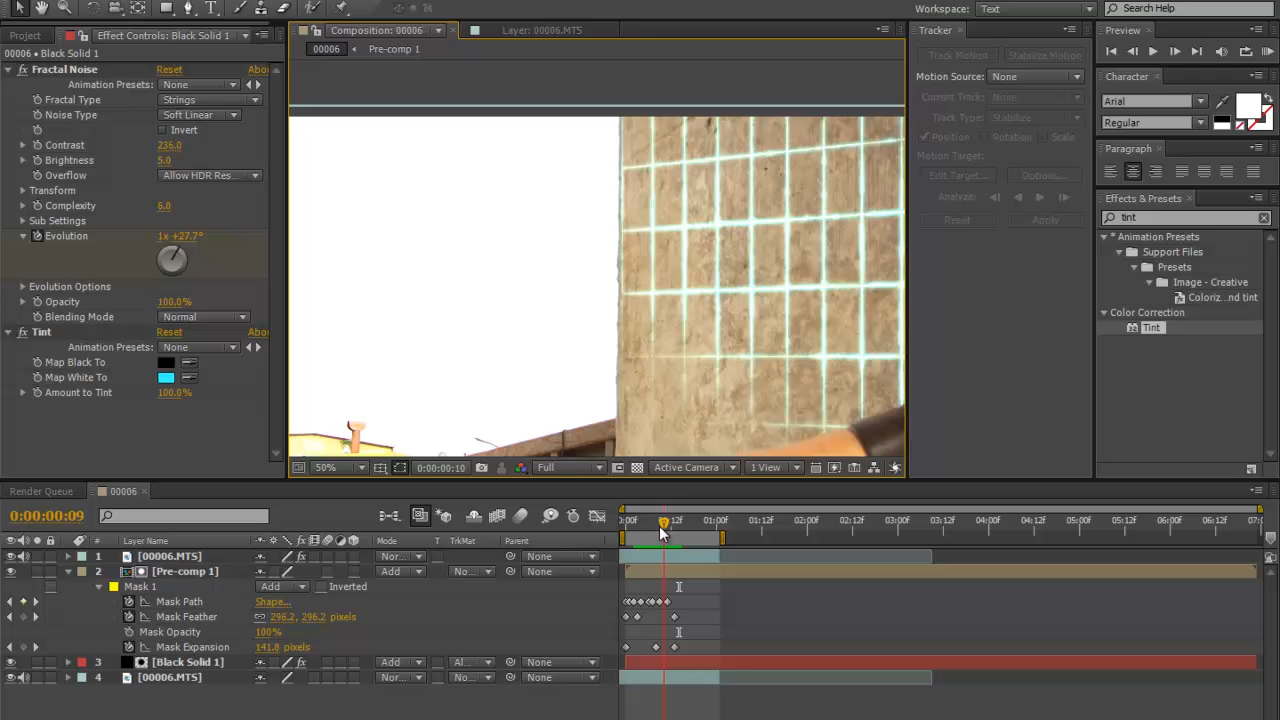 Workspace: Text
Search Help
Project
Effect Controls: Black Solid 1
Composition: 00006
Layer: 00006.MTS
Tracker
Preview
00006 • Black Solid 1
00006
Pre-comp 1
Fractal Noise
Reset
Abou
Animation Presets: None
Fractal Type Strings
Noise Type Soft Linear
Invert
Contrast 236.0
Brightness 5.0
Overflow Allow HDR Res...
Transform
Complexity 6.0
Sub Settings
Evolution 1x +27.7°
Evolution Options
Opacity 100.0%
Blending Mode Normal
Tint
Reset
Abou
Animation Presets: None
Map Black To
Map White To
Amount to Tint 100.0%
50%
0:00:00:10
Full
Active Camera
1 View
Track Motion
Stabilize Motion
Motion Source: None
Current Track: None
Track Type: Stabilize
Position
Rotation
Scale
Motion Target:
Edit Target...
Options...
Analyze:
Reset
Apply
Character
Arial
Regular
Paragraph
Effects & Presets
tint
* Animation Presets
Support Files
Presets
Image - Creative
Coloriz...nd tint
Color Correction
Tint
Render Queue
00006
0:00:00:09
:00f
12f
01:00f
01:12f
02:00f
02:12f
03:00f
03:12f
04:00f
04:12f
05:00f
05:12f
06:00f
06:12f
07:0
#
Layer Name
Mode
T
TrkMat
Parent
1 [00006.MTS] Nor... None
2 [Pre-comp 1] Add No... None
Mask 1 Add Inverted
Mask Path Shape...
Mask Feather 296.2, 296.2 pixels
Mask Opacity 100%
Mask Expansion 141.8 pixels
3 [Black Solid 1] Add Al... None
4 [00006.MTS] Nor... No... None